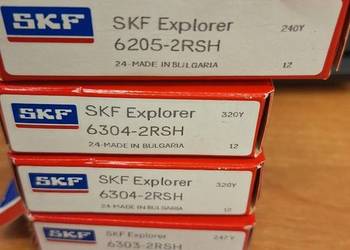 SKF
SKF Explorer
240Y
6205-2RSH
24-MADE IN BULGARIA
12
SKF
SKF Explorer
320Y
6304-2RSH
24-MADE IN BULGARIA
12
SKF
SKF Explorer
320Y
6304-2RSH
24-MADE IN BULGARIA
12
SKF
SKF Explorer
6303-2RSH